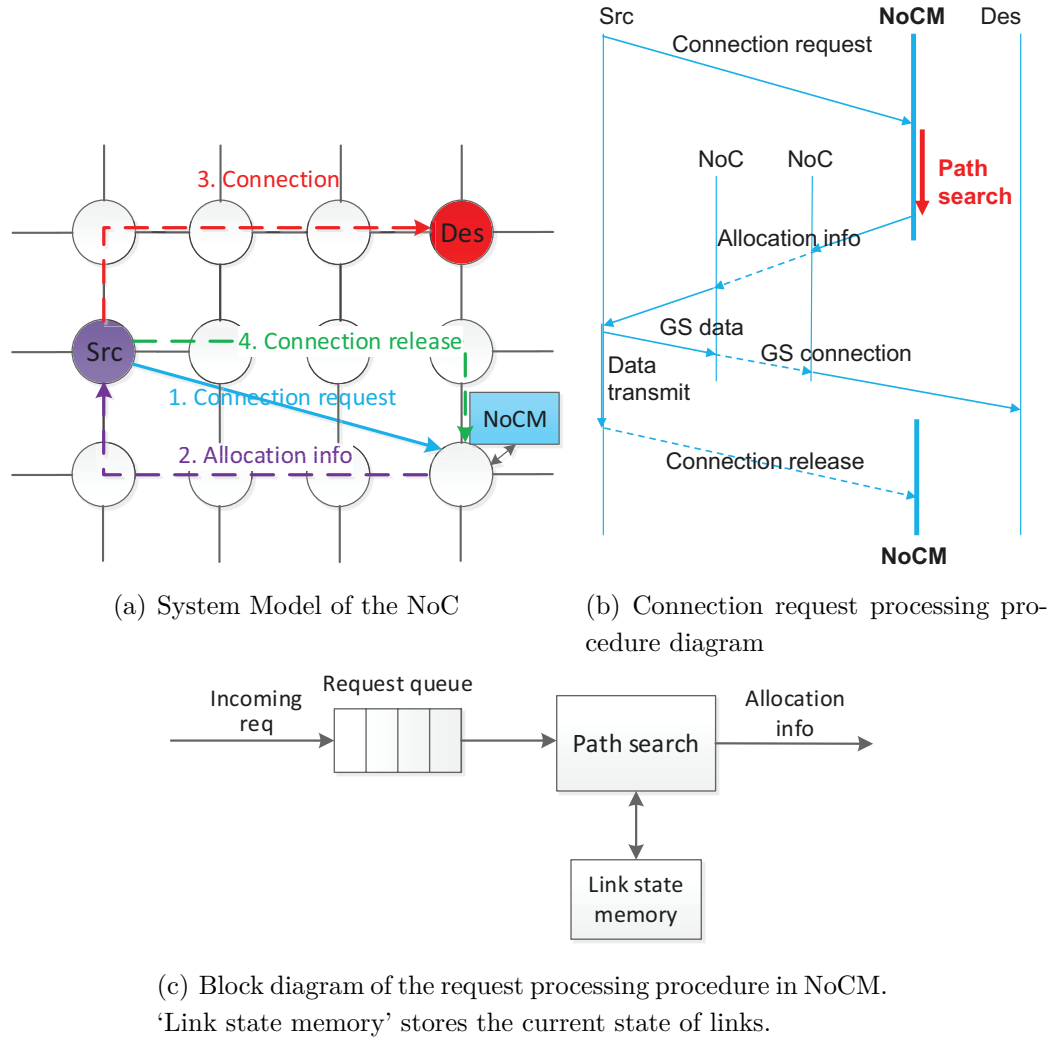 3. Connection
Des
Src
4. Connection release
1. Connection request
NoCM
2. Allocation info
(a) System Model of the NoC
Src
NoCM
Des
Connection request
NoC
NoC
Path
search
Allocation info
GS data
GS connection
Data
transmit
Connection release
NoCM
(b) Connection request processing pro-
cedure diagram
Incoming
req
Request queue
Path search
Allocation
info
Link state
memory
(c) Block diagram of the request processing procedure in NoCM.
‘Link state memory’ stores the current state of links.